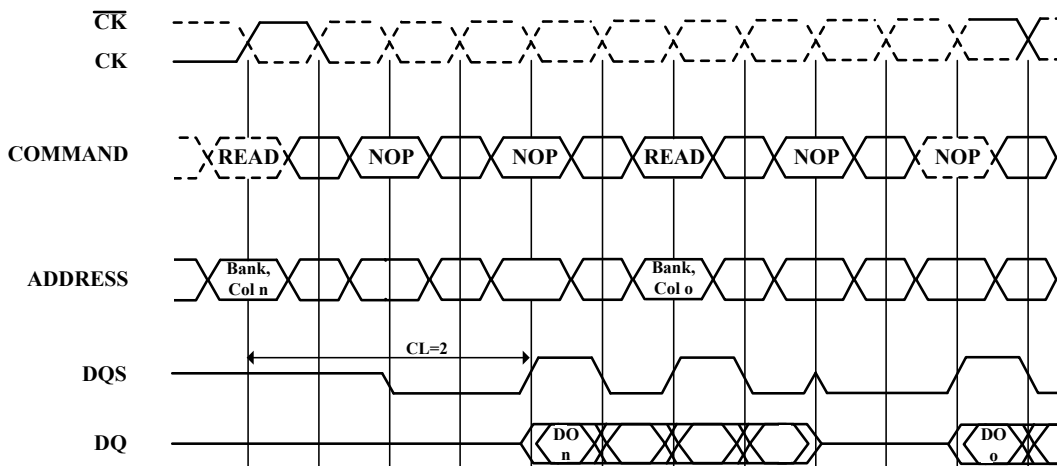 C̅K̅
CK
COMMAND READ NOP NOP READ NOP NOP
ADDRESS Bank, Col n Bank, Col o
CL=2
DQS
DQ DO n DO o